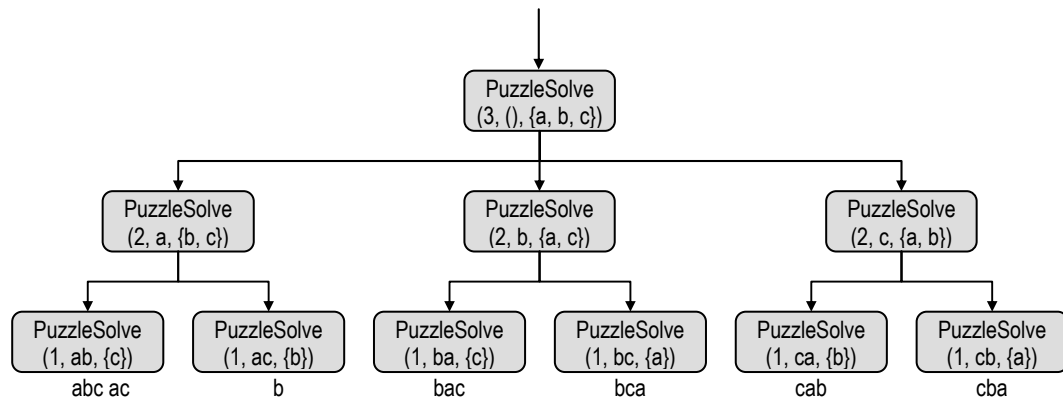 PuzzleSolve
(3, (), {a, b, c})
PuzzleSolve
(2, a, {b, c})
PuzzleSolve
(2, b, {a, c})
PuzzleSolve
(2, c, {a, b})
PuzzleSolve
(1, ab, {c})
PuzzleSolve
(1, ac, {b})
PuzzleSolve
(1, ba, {c})
PuzzleSolve
(1, bc, {a})
PuzzleSolve
(1, ca, {b})
PuzzleSolve
(1, cb, {a})
abc ac
b
bac
bca
cab
cba